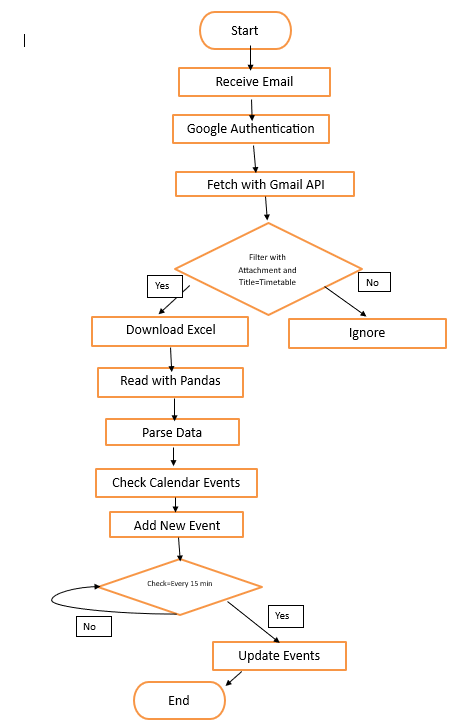 Start
Receive Email
Google Authentication
Fetch with Gmail API
Filter with
Attachment and
Title=Timetable
Yes
No
Download Excel
Ignore
Read with Pandas
Parse Data
Check Calendar Events
Add New Event
Check=Every 15 min
No
Yes
Update Events
End